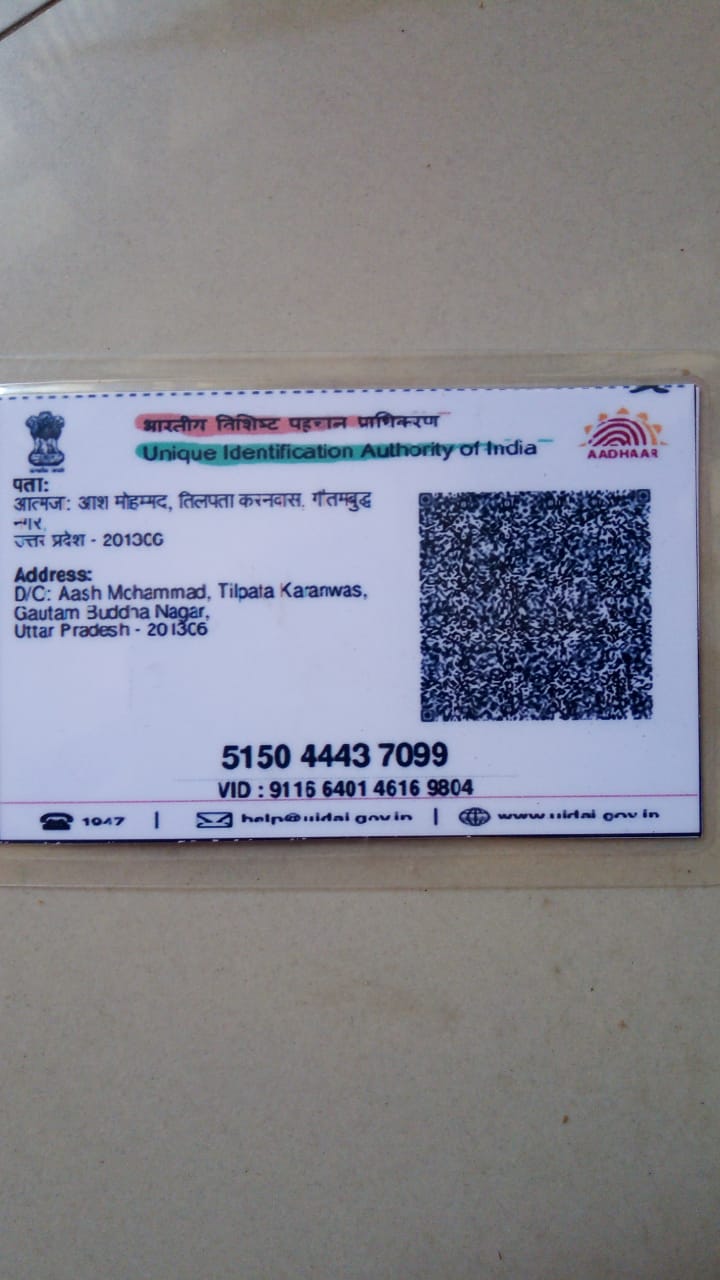 भारतीय विशिष्ट पहचान प्राधिकरण
Unique Identification Authority of India
AADHAAR
पता:
आत्मज: आश मोहम्मद, तिलपता करनवास, गौतमबुद्ध
नगर,
उत्तर प्रदेश - 201306
Address:
D/O: Aash Mohammad, Tilpata Karanwas,
Gautam Buddha Nagar,
Uttar Pradesh - 201306
5150 4443 7099
VID : 9116 6401 4616 9804
1947 | help@uidai.gov.in | www.uidai.gov.in